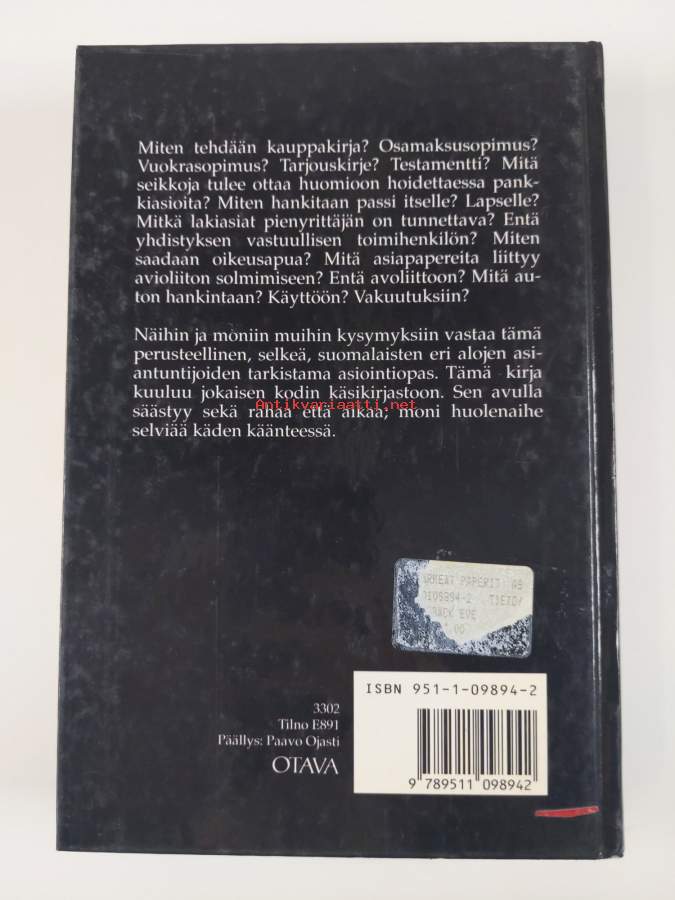 Miten tehdään kauppakirja? Osamaksusopimus?
Vuokrasopimus? Tarjouskirje? Testamentti? Mitä
seikkoja tulee ottaa huomioon hoidettaessa pank-
kiasioita? Miten hankitaan passi itselle? Lapselle?
Mitkä lakiasiat pienyrittäjän on tunnettava? Entä
yhdistyksen vastuullisen toimihenkilön? Miten
saadaan oikeusapua? Mitä asiapapereita liittyy
avioliiton solmimiseen? Entä avoliittoon? Mitä au-
ton hankintaan? Käyttöön? Vakuutuksiin?
Näihin ja moniin muihin kysymyksiin vastaa tämä
perusteellinen, selkeä, suomalaisten eri alojen asi-
antuntijoiden tarkistama asiointiopas. Tämä kirja
kuuluu jokaisen kodin käsikirjastoon. Sen avulla
Antikvariaatti.net
säästyy sekä rahaa että aikaa; moni huolenaihe
selviää käden käänteessä.
PAPERIT
09894-2
ISBN 951-1-09894-2
3302
Tilno E891
Päällys: Paavo Ojasti
OTAVA
9 789511 098942